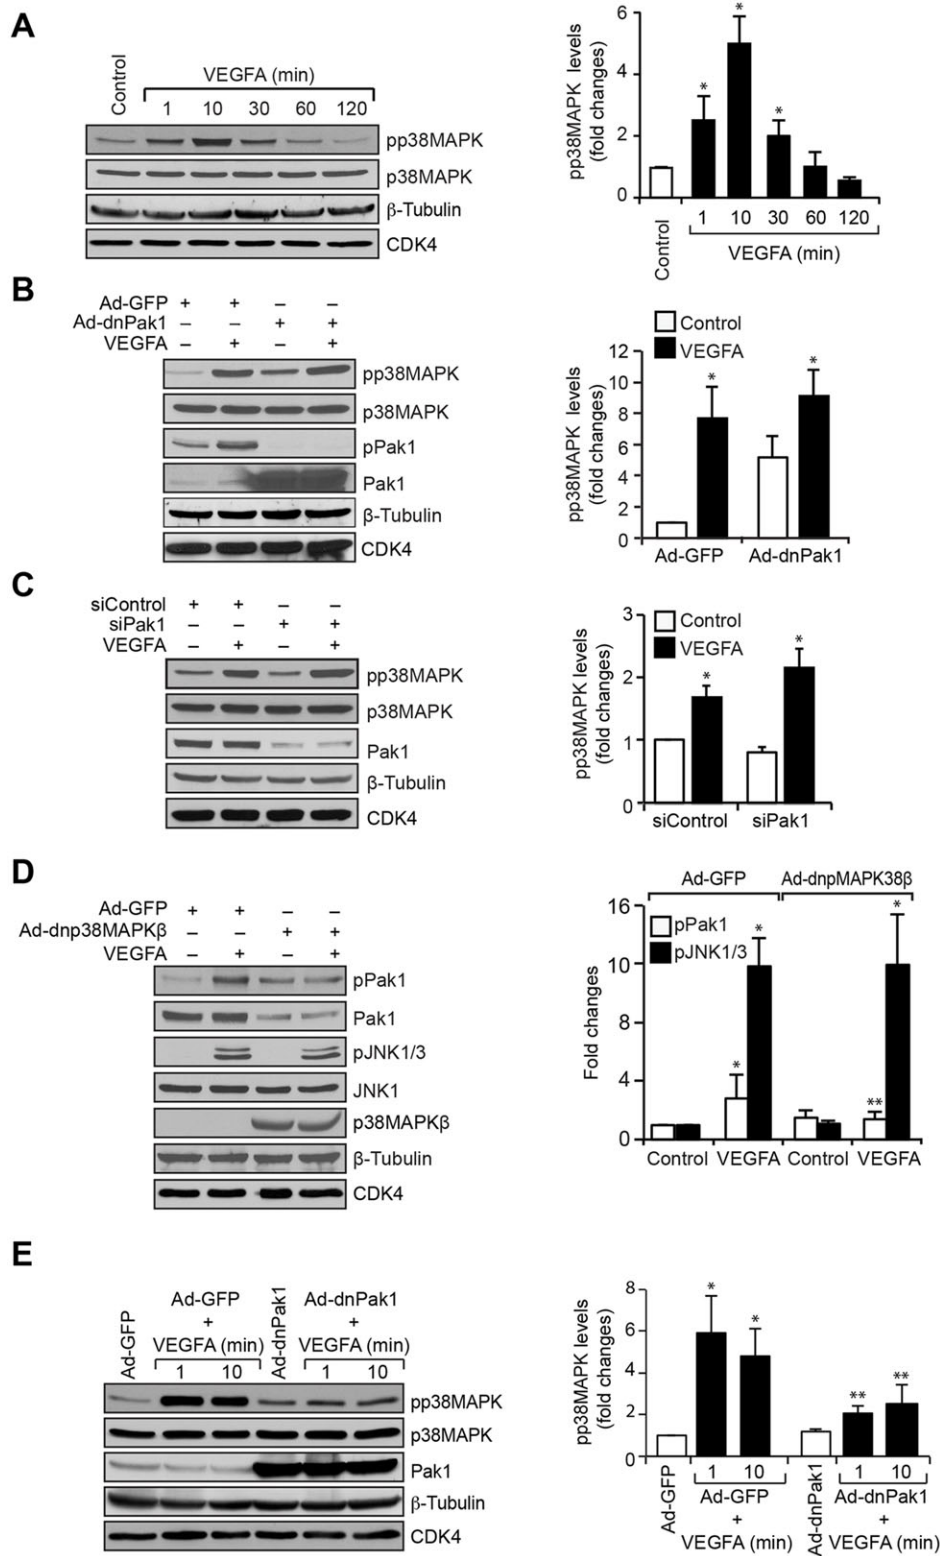 A
Control
VEGFA (min)
1 10 30 60 120
pp38MAPK
p38MAPK
β-Tubulin
CDK4
pp38MAPK levels
(fold changes)
6
4
2
0
* * *
1 10 30 60 120
Control
VEGFA (min)
B
Ad-GFP + + – –
Ad-dnPak1 – – + +
VEGFA – + – +
pp38MAPK
p38MAPK
pPak1
Pak1
β-Tubulin
CDK4
Control
VEGFA
pp38MAPK levels
(fold changes)
12
10
8
6
4
2
0
* *
Ad-GFP Ad-dnPak1
C
siControl + + – –
siPak1 – – + +
VEGFA – + – +
pp38MAPK
p38MAPK
Pak1
β-Tubulin
CDK4
Control
VEGFA
pp38MAPK levels
(fold changes)
3
2
1
0
* *
siControl siPak1
D
Ad-GFP + + – –
Ad-dnp38MAPKβ – – + +
VEGFA – + – +
pPak1
Pak1
pJNK1/3
JNK1
p38MAPKβ
β-Tubulin
CDK4
Ad-GFP Ad-dnpMAPK38β
pPak1
pJNK1/3
Fold changes
16
10
8
4
0
* * ** *
Control VEGFA Control VEGFA
E
Ad-GFP
Ad-GFP
+
VEGFA (min)
1 10
Ad-dnPak1
Ad-dnPak1
+
VEGFA (min)
1 10
pp38MAPK
p38MAPK
Pak1
β-Tubulin
CDK4
pp38MAPK levels
(fold changes)
8
6
4
2
0
* * ** **
Ad-GFP
1 10
Ad-GFP
+
VEGFA (min)
Ad-dnPak1
1 10
Ad-dnPak1
+
VEGFA (min)